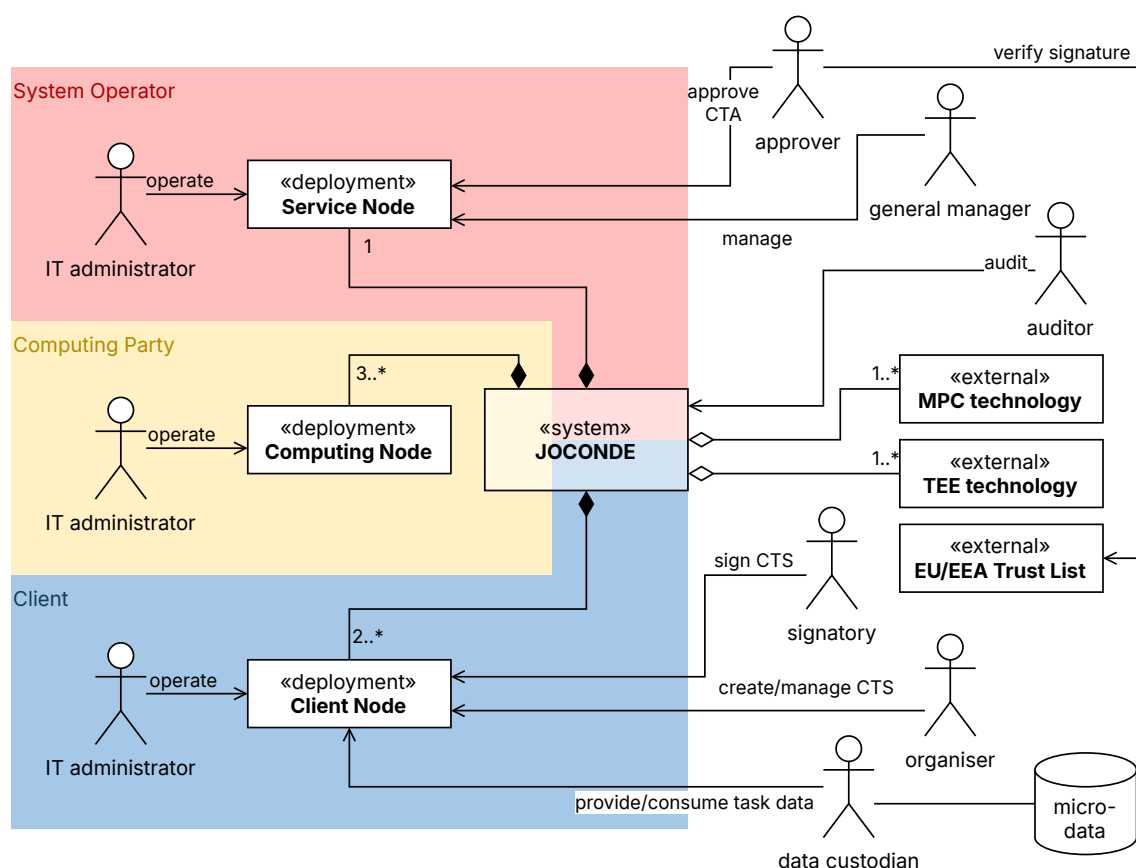 verify signature
System Operator
approve
CTA
approver
operate
«deployment»
Service Node
general manager
manage
1
IT administrator
audit
auditor
Computing Party
3..*
1..*
«external»
MPC technology
operate
«deployment»
Computing Node
«system»
JOCONDE
1..*
«external»
TEE technology
IT administrator
«external»
EU/EEA Trust List
sign CTS
Client
signatory
2..*
operate
«deployment»
Client Node
create/manage CTS
organiser
IT administrator
provide/consume task data
micro-
data
data custodian